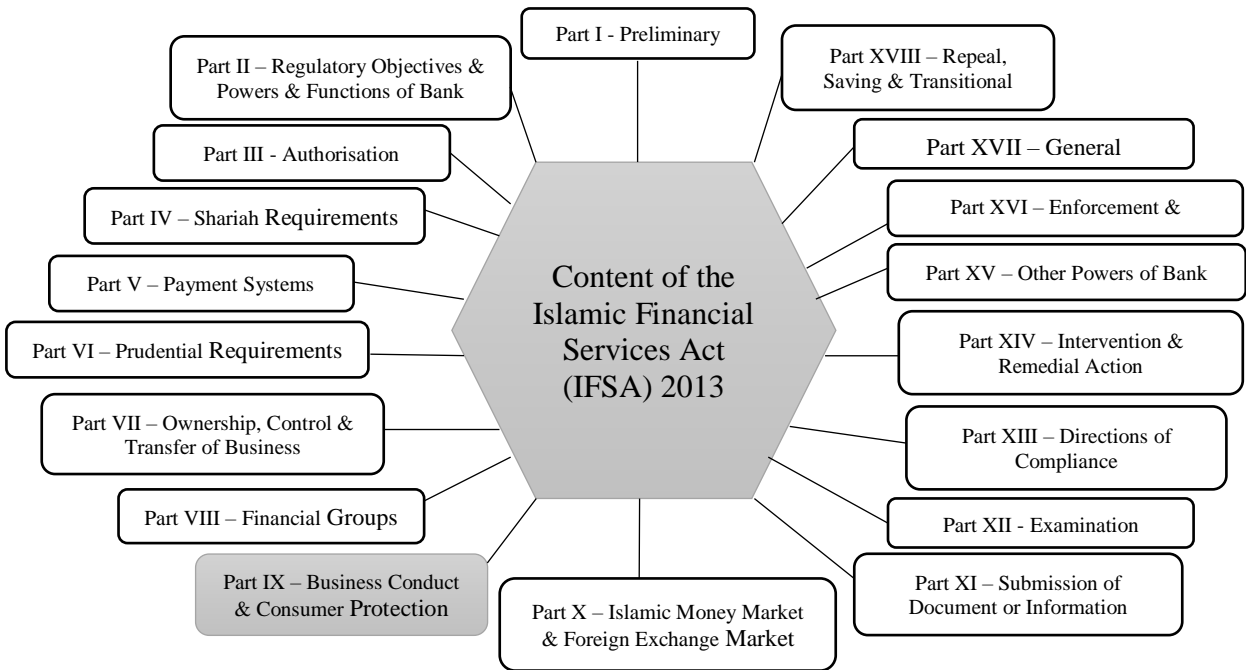 Part I - Preliminary
Part II – Regulatory Objectives &
Powers & Functions of Bank
Part III - Authorisation
Part IV – Shariah Requirements
Part V – Payment Systems
Part VI – Prudential Requirements
Part VII – Ownership, Control &
Transfer of Business
Part VIII – Financial Groups
Part IX – Business Conduct
& Consumer Protection
Part X – Islamic Money Market
& Foreign Exchange Market
Part XI – Submission of
Document or Information
Part XII - Examination
Part XIII – Directions of
Compliance
Part XIV – Intervention &
Remedial Action
Part XV – Other Powers of Bank
Part XVI – Enforcement &
Part XVII – General
Part XVIII – Repeal,
Saving & Transitional
Content of the
Islamic Financial
Services Act
(IFSA) 2013